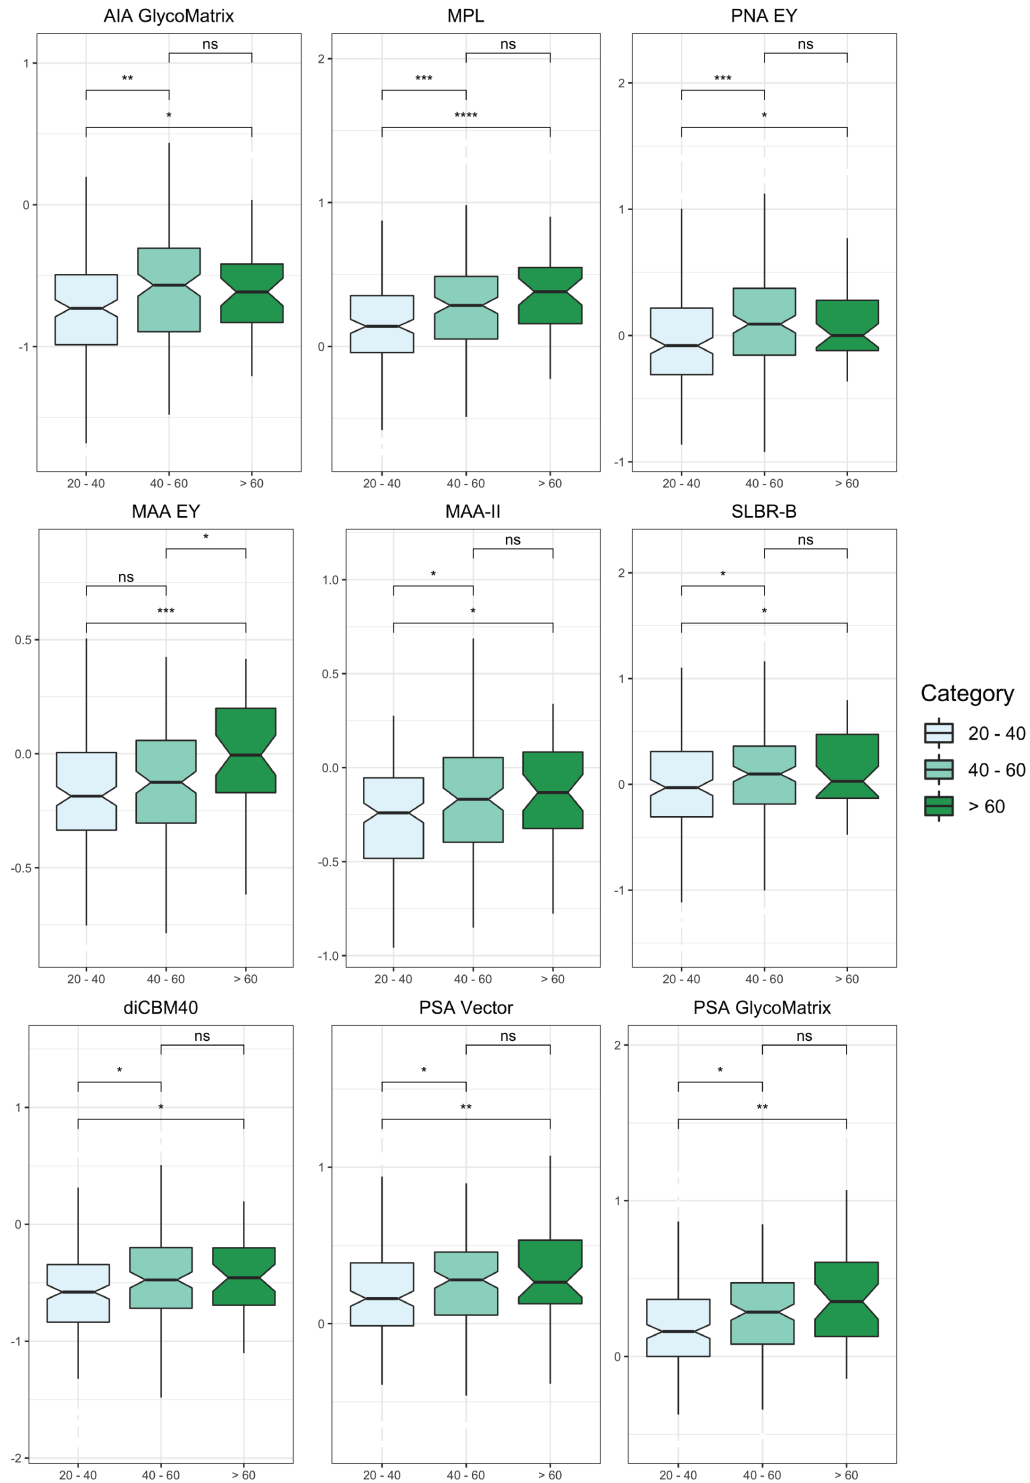 AIA GlycoMatrix
MPL
PNA EY
1
0
-1
ns
**
*
20 - 40
40 - 60
> 60
2
1
0
ns
***
****
20 - 40
40 - 60
> 60
2
1
0
-1
ns
***
*
20 - 40
40 - 60
> 60
MAA EY
MAA-II
SLBR-B
0.5
0.0
-0.5
*
ns
***
20 - 40
40 - 60
> 60
1.0
0.5
0.0
-0.5
-1.0
ns
*
*
20 - 40
40 - 60
> 60
2
1
0
-1
ns
*
*
20 - 40
40 - 60
> 60
Category
20 - 40
40 - 60
> 60
diCBM40
PSA Vector
PSA GlycoMatrix
1
0
-1
-2
ns
*
*
20 - 40
40 - 60
> 60
1
0
ns
*
**
20 - 40
40 - 60
> 60
2
1
0
ns
*
**
20 - 40
40 - 60
> 60